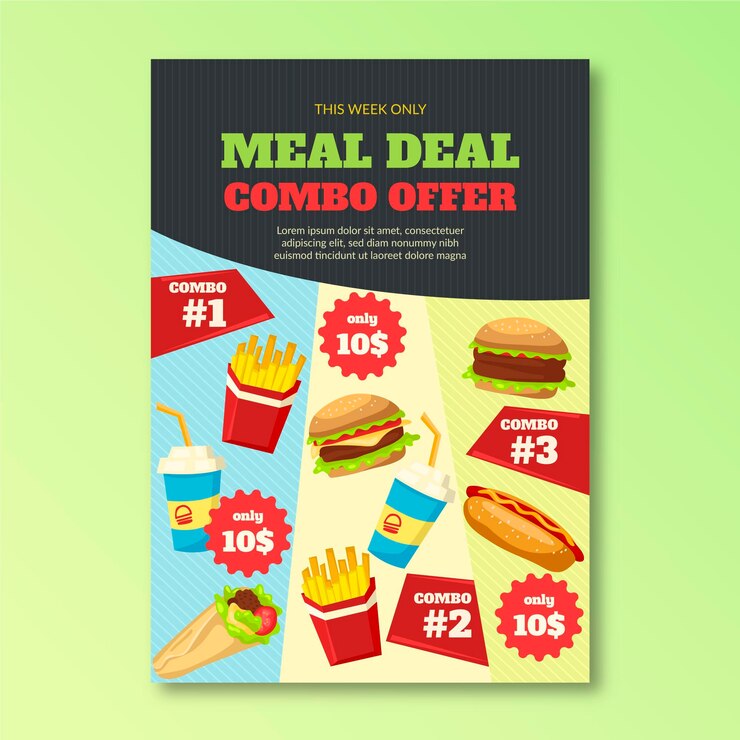 THIS WEEK ONLY
MEAL DEAL
COMBO OFFER
Lorem ipsum dolor sit amet, consectetuer
adipiscing elit, sed diam nonummy nibh
euismod tincidunt ut laoreet dolore magna
COMBO
#1
only
10$
only
10$
COMBO
#2
COMBO
#3
only
10$